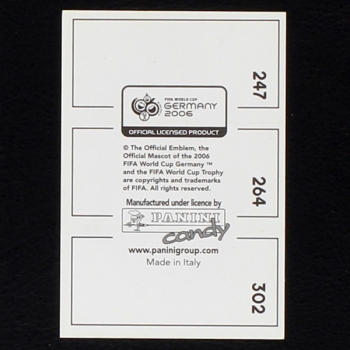 FIFA WORLD CUP
GERMANY
2006
OFFICIAL LICENSED PRODUCT
© The Official Emblem, the
Official Mascot of the 2006
FIFA World Cup Germany ™
and the FIFA World Cup Trophy
are copyrights and trademarks
of FIFA. All rights reserved.
Manufactured under licence by
PANINI
candy
www.paninigroup.com
Made in Italy
247
264
302